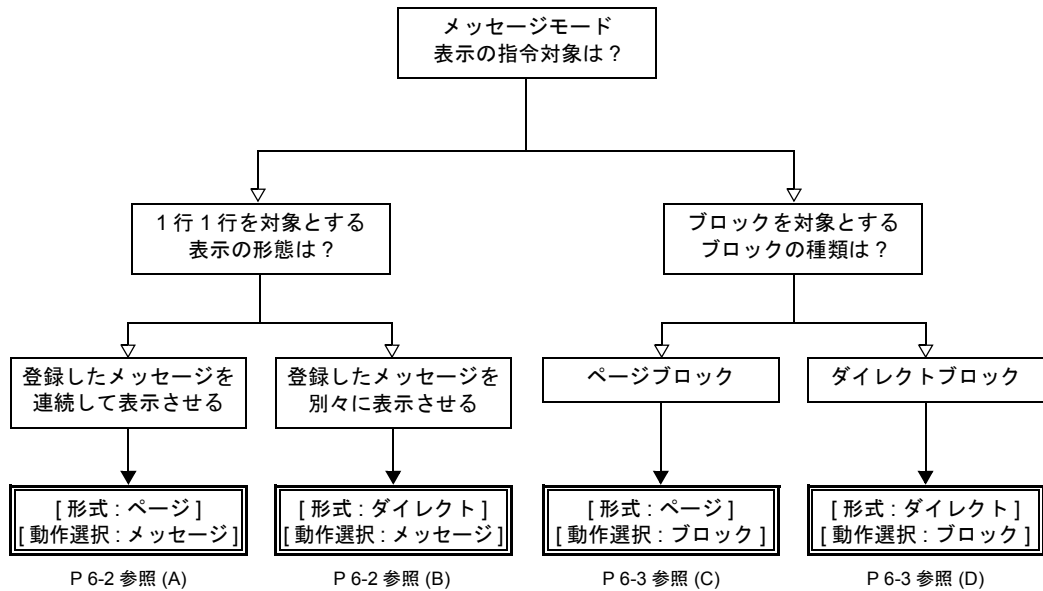 メッセージモード
表示の指令対象は？
1行1行を対象とする
表示の形態は？
ブロックを対象とする
ブロックの種類は？
登録したメッセージを
連続して表示させる
登録したメッセージを
別々に表示させる
ページブロック
ダイレクトブロック
[ 形式 : ページ ]
[ 動作選択 : メッセージ ]
[ 形式 : ダイレクト ]
[ 動作選択 : メッセージ ]
[ 形式 : ページ ]
[ 動作選択 : ブロック ]
[ 形式 : ダイレクト ]
[ 動作選択 : ブロック ]
P 6-2 参照 (A)
P 6-2 参照 (B)
P 6-3 参照 (C)
P 6-3 参照 (D)